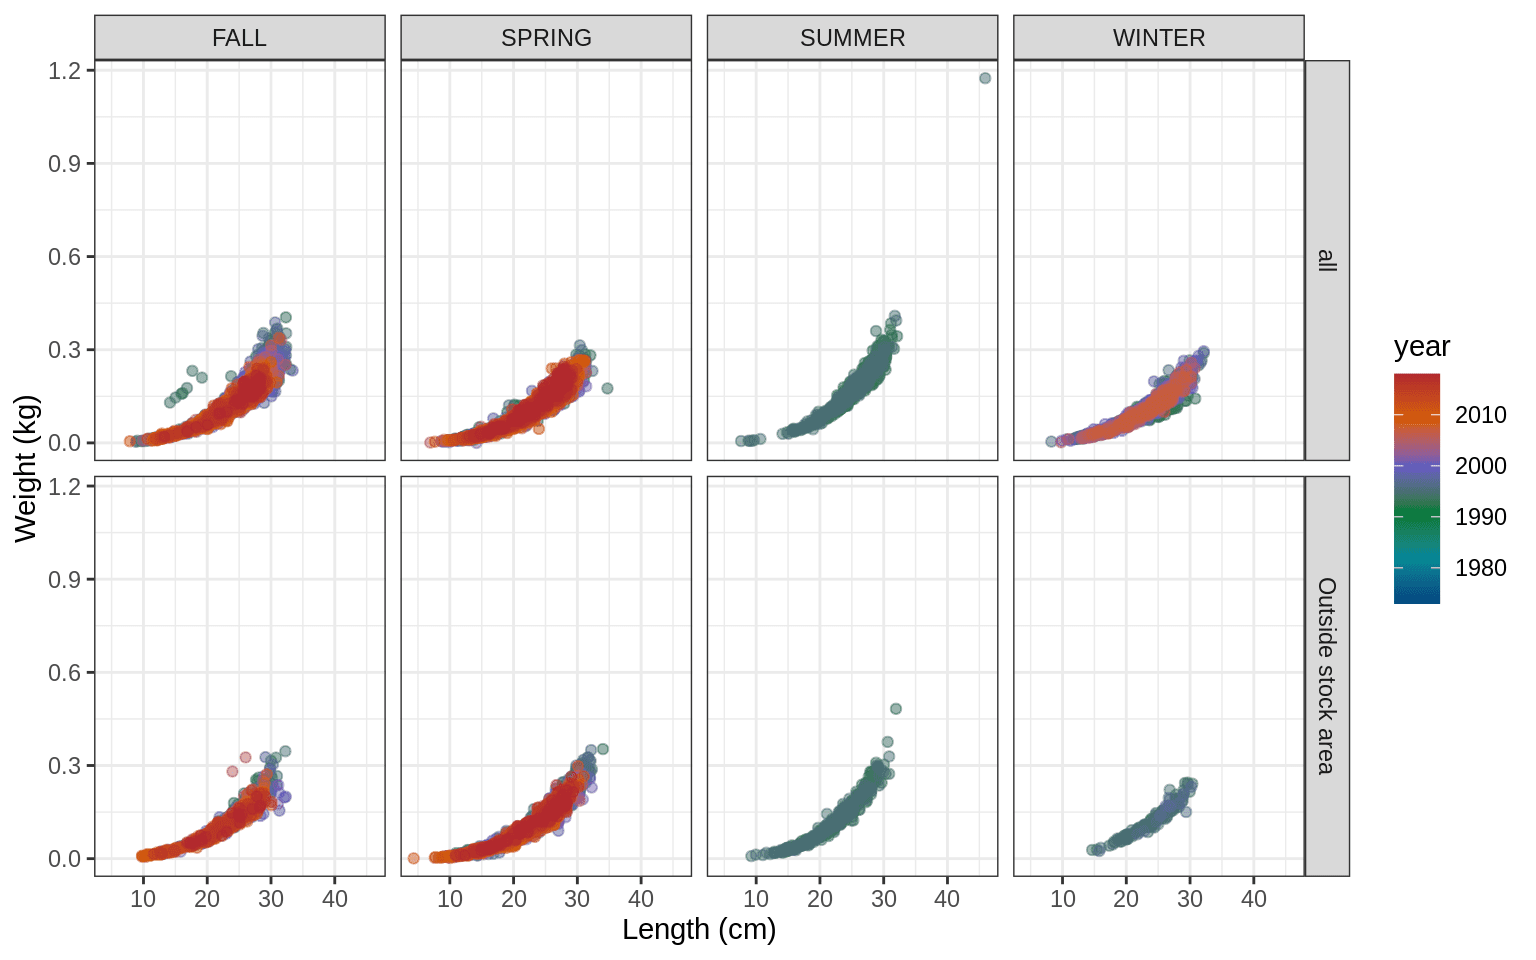 FALL SPRING SUMMER WINTER
1.2
0.9
0.6
0.3
0.0
all
1.2
0.9
0.6
0.3
0.0
Outside stock area
10 20 30 40 10 20 30 40 10 20 30 40 10 20 30 40
Length (cm)
Weight (kg)
year
2010
2000
1990
1980